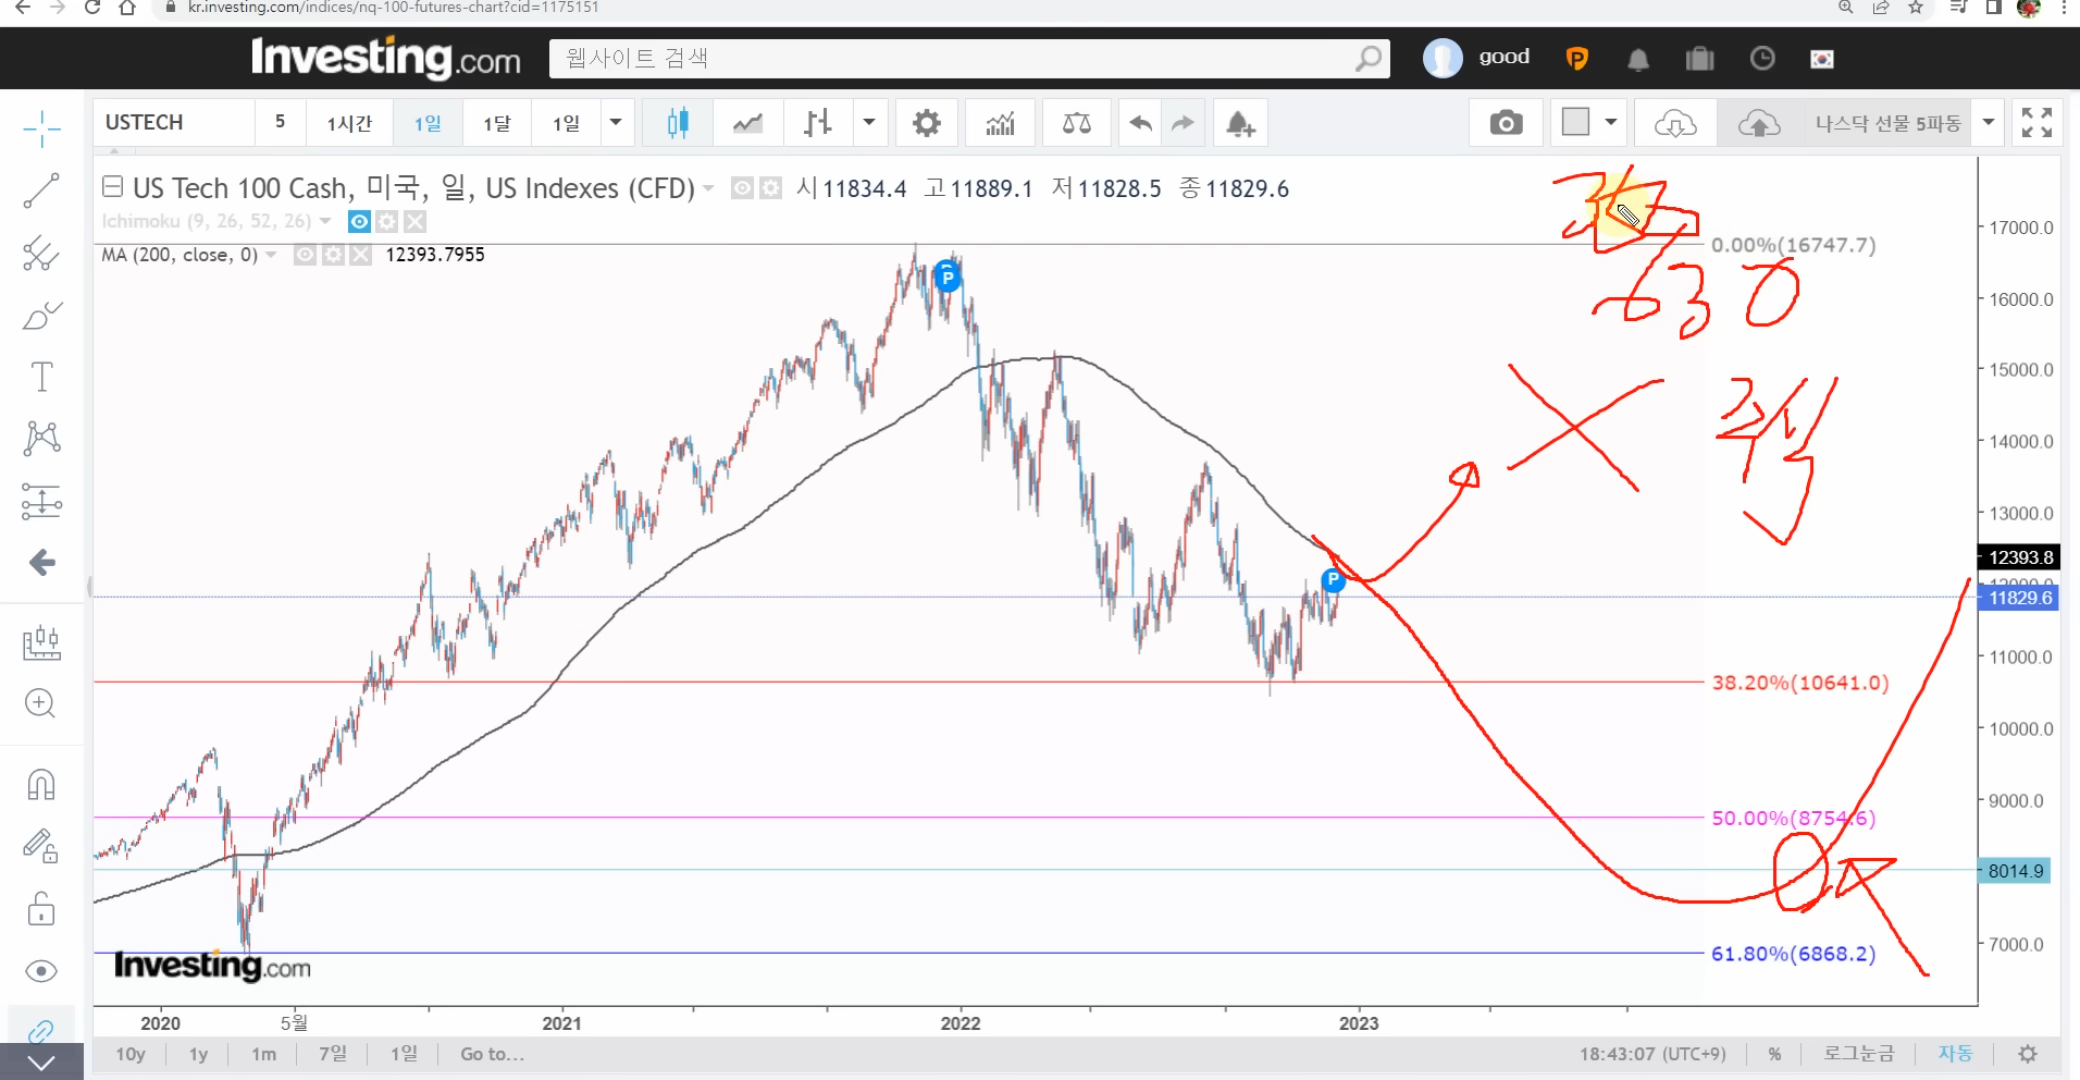 kr.investing.com/indices/nq-100-futures-chart?cid=1175151
Investing.com
웹사이트 검색
good
P
USTECH
5
1시간
1일
1달
1일
나스닥 선물 5파동
US Tech 100 Cash, 미국, 일, US Indexes (CFD)
시 11834.4 고 11889.1 저 11828.5 종 11829.6
Ichimoku (9, 26, 52, 26)
MA (200, close, 0)
12393.7955
0.00%(16747.7)
17000.0
P
630
16000.0
15000.0
주식
14000.0
13000.0
12393.8
P
12000.0
11829.6
11000.0
38.20%(10641.0)
10000.0
9000.0
50.00%(8754.6)
8014.9
7000.0
61.80%(6868.2)
Investing.com
2020
5월
2021
2022
2023
10y
1y
1m
7일
1일
Go to...
18:43:07 (UTC+9)
%
로그눈금
자동